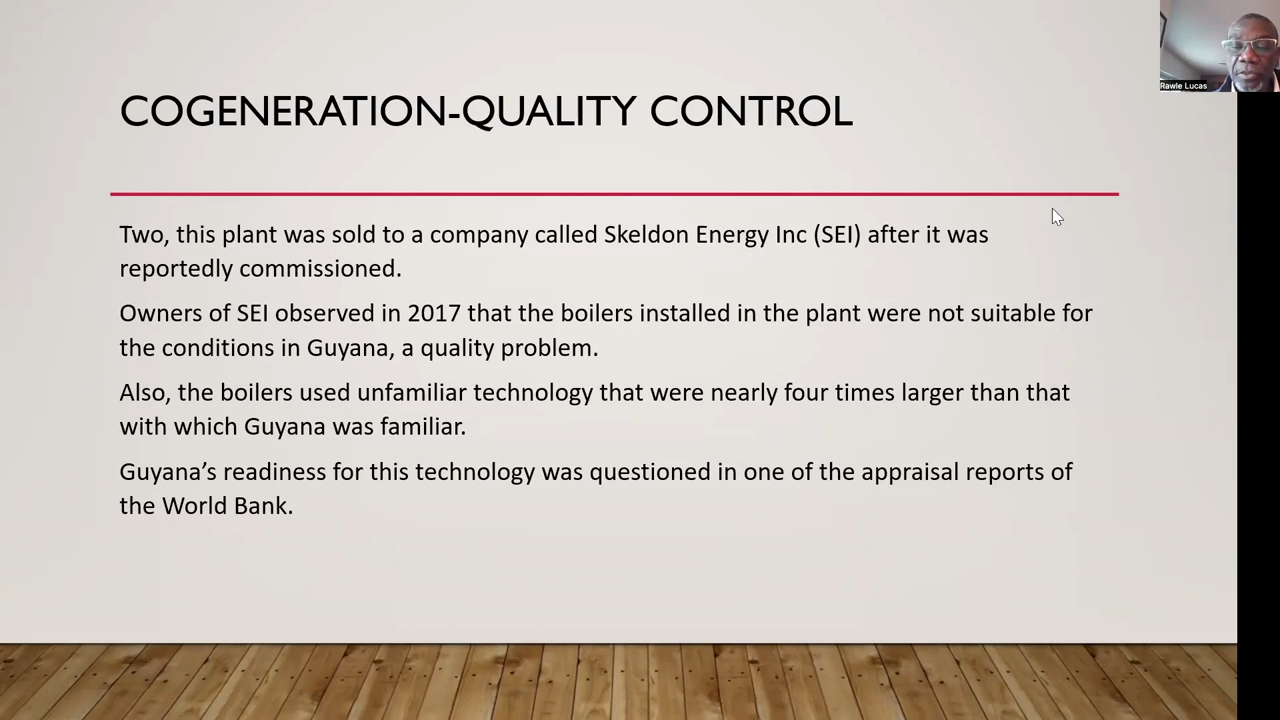 COGENERATION-QUALITY CONTROL
Rawle Lucas
Two, this plant was sold to a company called Skeldon Energy Inc (SEI) after it was
reportedly commissioned.
Owners of SEI observed in 2017 that the boilers installed in the plant were not suitable for
the conditions in Guyana, a quality problem.
Also, the boilers used unfamiliar technology that were nearly four times larger than that
with which Guyana was familiar.
Guyana’s readiness for this technology was questioned in one of the appraisal reports of
the World Bank.